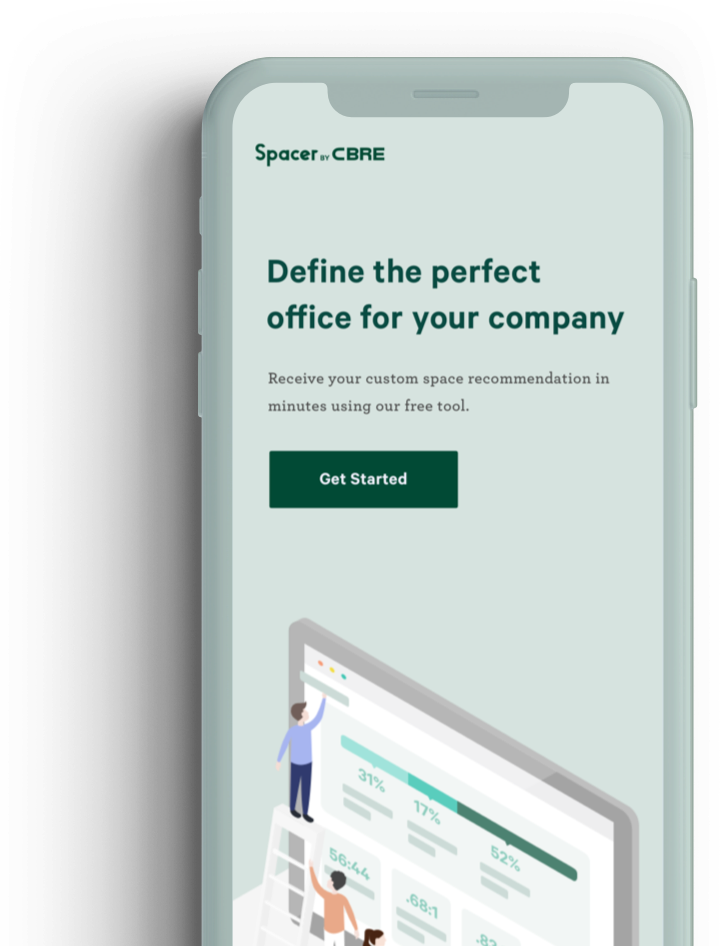 Spacer BY CBRE
Define the perfect
office for your company
Receive your custom space recommendation in
minutes using our free tool.
Get Started
31%
17%
52%
56:44
.68:1
.82